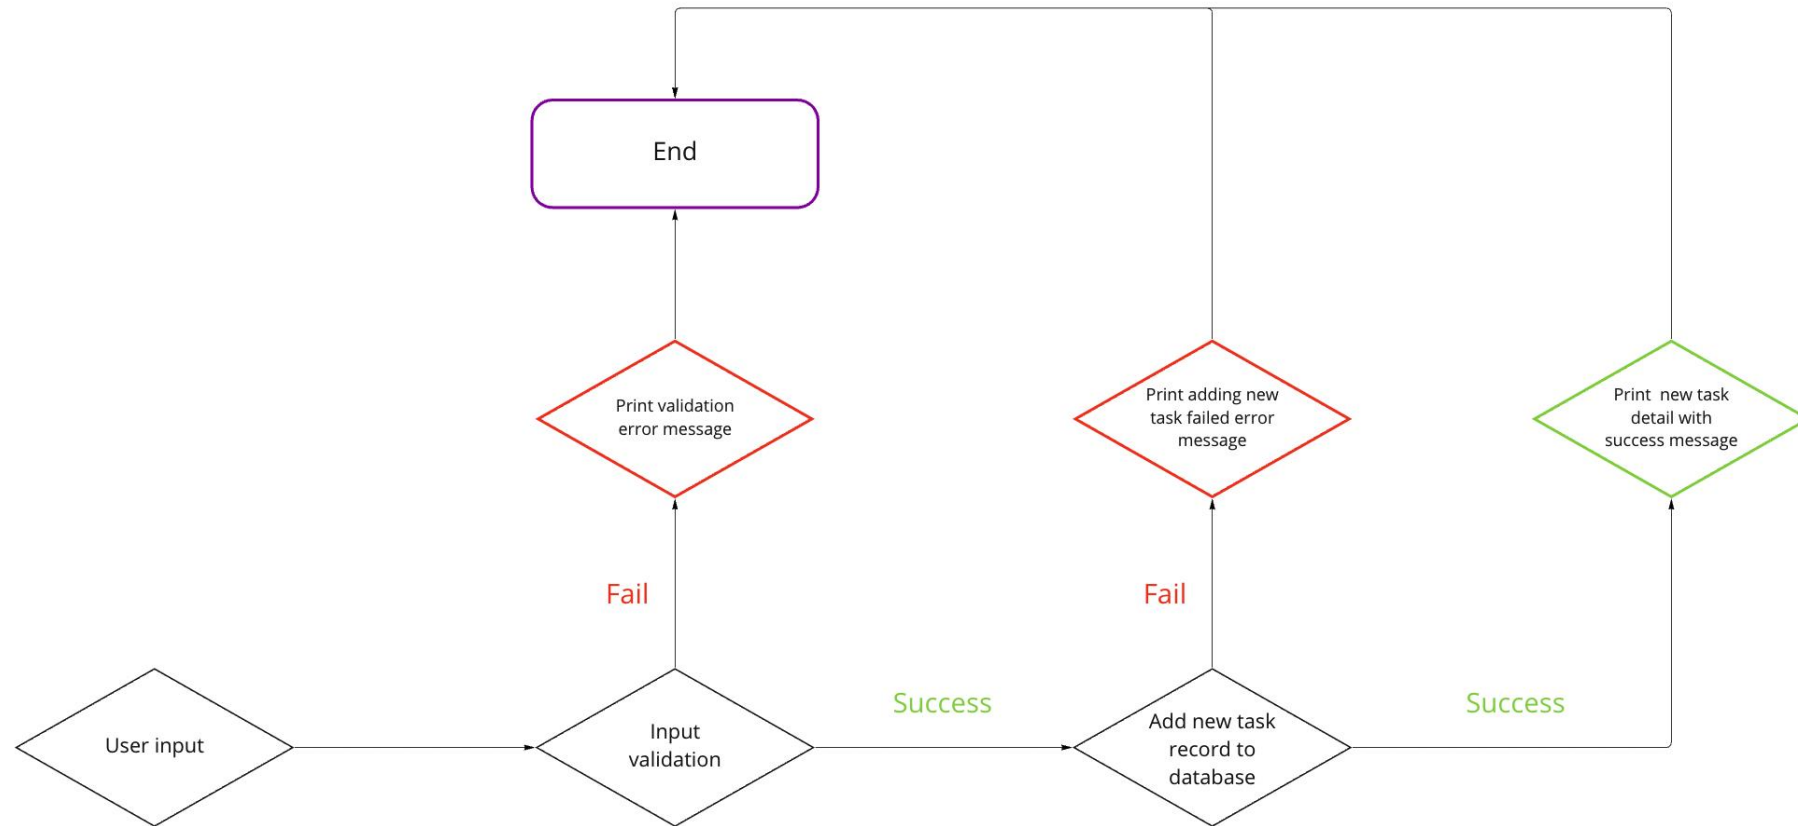 End
Print validation
error message
Print adding new
task failed error
message
Print new task
detail with
success message
Fail
Fail
Success
Success
User input
Input
validation
Add new task
record to
database